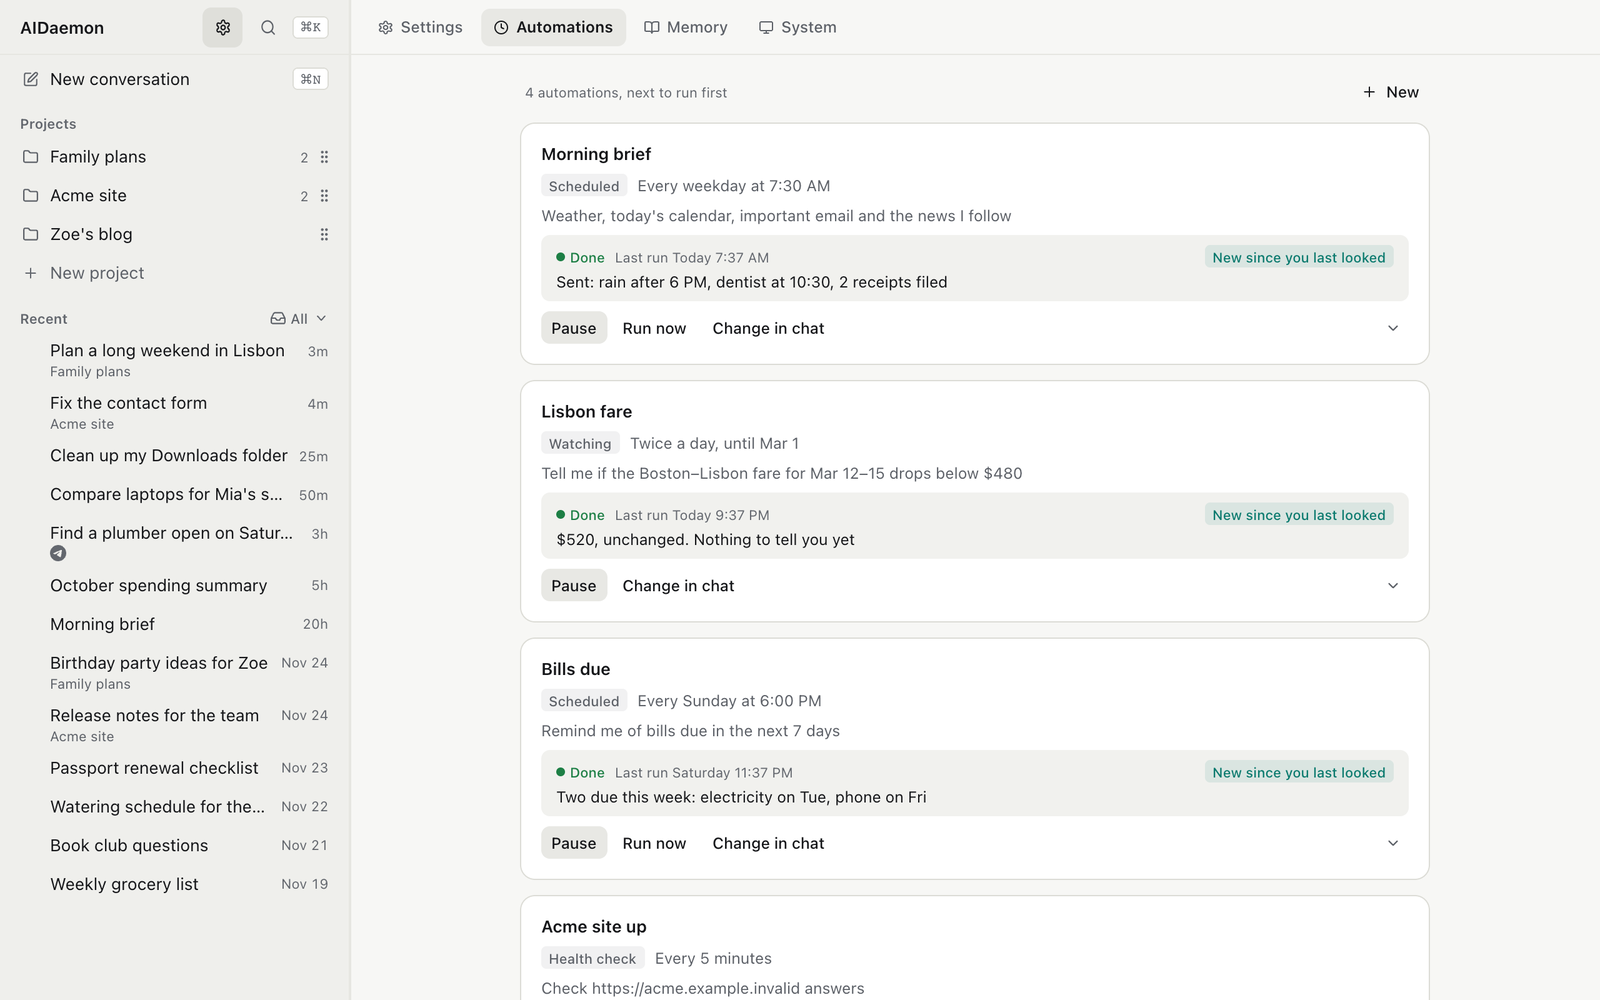 AIDaemon
⌘K
Settings
Automations
Memory
System
New conversation
⌘N
Projects
Family plans 2
Acme site 2
Zoe's blog
New project
Recent
All
Plan a long weekend in Lisbon 3m
Family plans
Fix the contact form 4m
Acme site
Clean up my Downloads folder 25m
Compare laptops for Mia's s... 50m
Find a plumber open on Satur... 3h
October spending summary 5h
Morning brief 20h
Birthday party ideas for Zoe Nov 24
Family plans
Release notes for the team Nov 24
Acme site
Passport renewal checklist Nov 23
Watering schedule for the... Nov 22
Book club questions Nov 21
Weekly grocery list Nov 19
4 automations, next to run first
+ New
Morning brief
Scheduled Every weekday at 7:30 AM
Weather, today's calendar, important email and the news I follow
Done Last run Today 7:37 AM New since you last looked
Sent: rain after 6 PM, dentist at 10:30, 2 receipts filed
Pause Run now Change in chat
Lisbon fare
Watching Twice a day, until Mar 1
Tell me if the Boston–Lisbon fare for Mar 12–15 drops below $480
Done Last run Today 9:37 PM New since you last looked
$520, unchanged. Nothing to tell you yet
Pause Change in chat
Bills due
Scheduled Every Sunday at 6:00 PM
Remind me of bills due in the next 7 days
Done Last run Saturday 11:37 PM New since you last looked
Two due this week: electricity on Tue, phone on Fri
Pause Run now Change in chat
Acme site up
Health check Every 5 minutes
Check https://acme.example.invalid answers